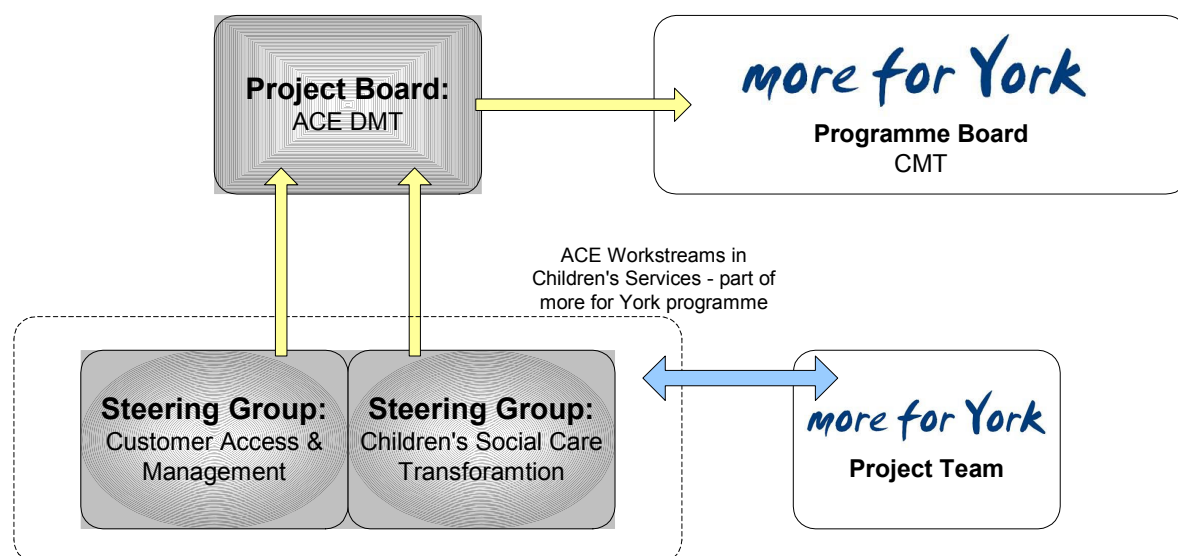 Project Board:
ACE DMT
more for York
Programme Board
CMT
ACE Workstreams in
Children's Services - part of
more for York programme
Steering Group:
Customer Access &
Management
Steering Group:
Children's Social Care
Transforamtion
more for York
Project Team